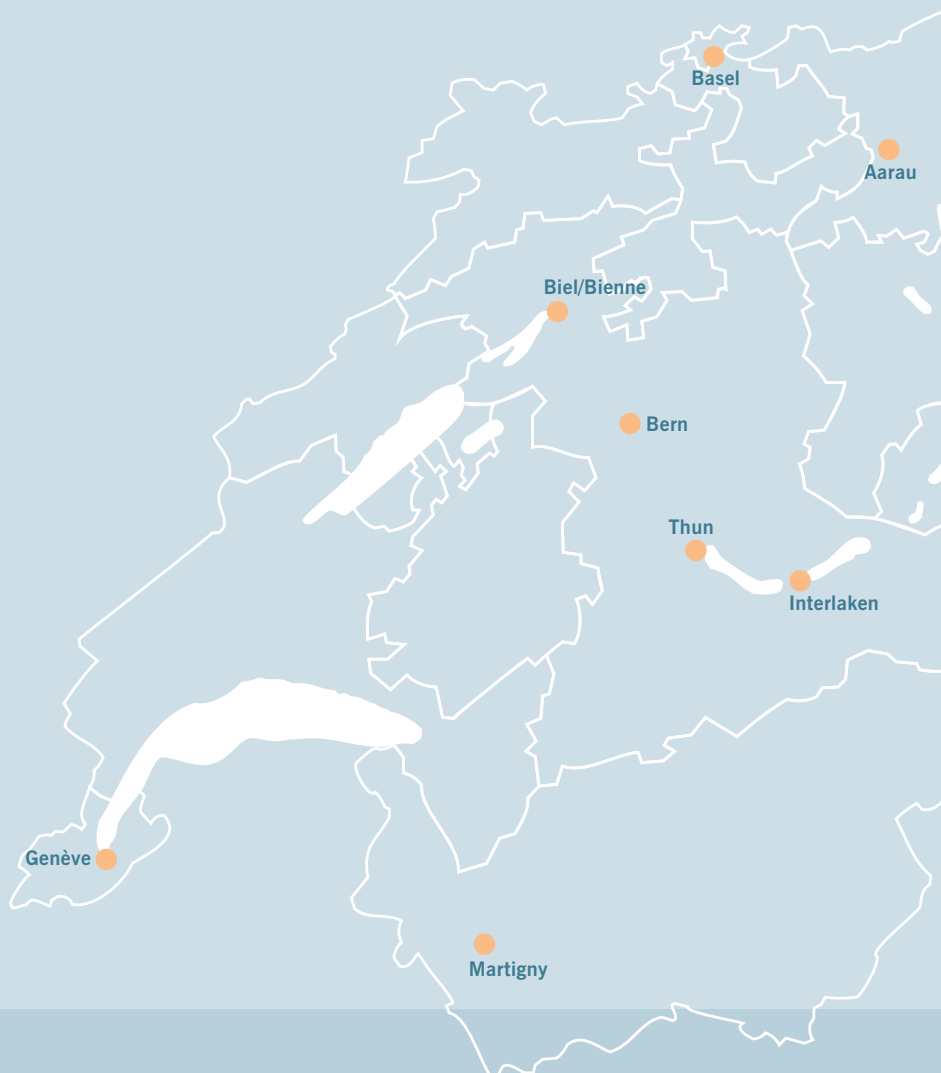 Basel
Aarau
Biel/Bienne
Bern
Thun
Interlaken
Genève
Martigny